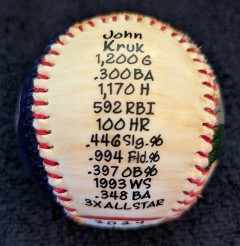 John
Kruk
1,200 G
.300 BA
1,170 H
592 RBI
100 HR
.446 Slg.%
.994 Fld.%
.397 OB%
1993 WS
.348 BA
3X ALLSTAR
2024